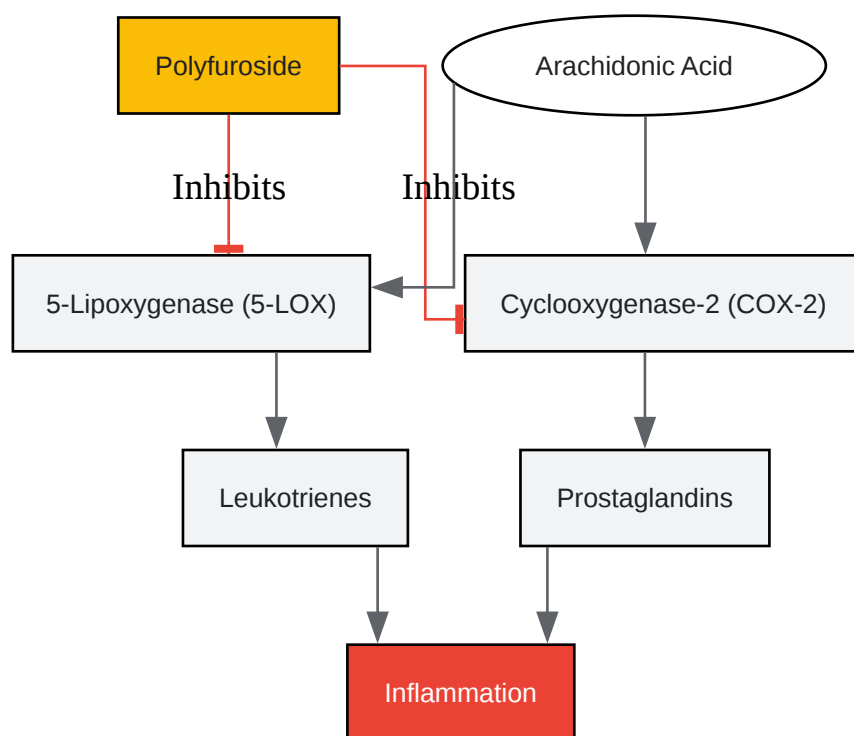 Polyfuroside
Arachidonic Acid
Inhibits
Inhibits
5-Lipoxygenase (5-LOX)
Cyclooxygenase-2 (COX-2)
Leukotrienes
Prostaglandins
Inflammation